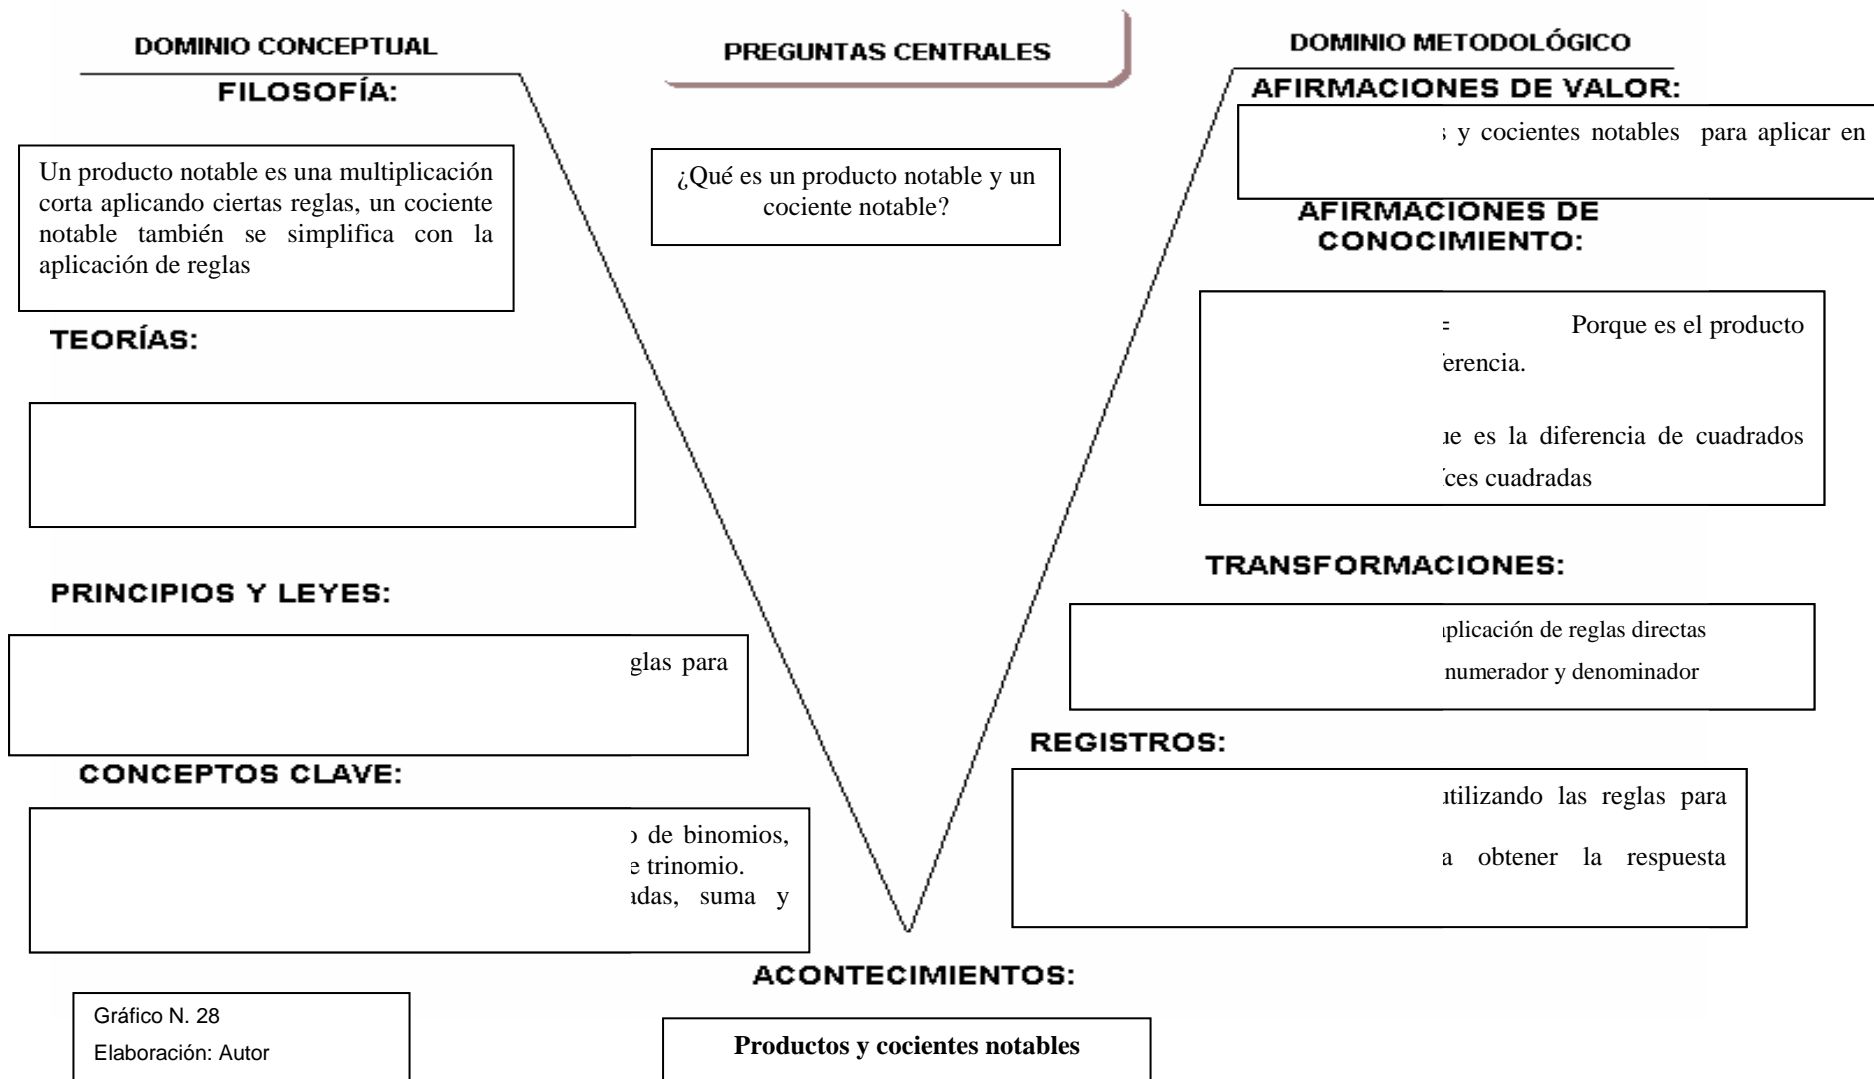 DOMINIO CONCEPTUAL
FILOSOFÍA:
Un producto notable es una multiplicación
corta aplicando ciertas reglas, un cociente
notable también se simplifica con la
aplicación de reglas
TEORÍAS:
PRINCIPIOS Y LEYES:
para
CONCEPTOS CLAVE:
de binomios,
trinomio.
suma y
Gráfico N. 28
Elaboración: Autor
PREGUNTAS CENTRALES
¿Qué es un producto notable y un
cociente notable?
ACONTECIMIENTOS:
Productos y cocientes notables
DOMINIO METODOLÓGICO
AFIRMACIONES DE VALOR:
y cocientes notables para aplicar en
AFIRMACIONES DE
CONOCIMIENTO:
= Porque es el producto
es la diferencia de cuadrados
cuadradas
TRANSFORMACIONES:
de reglas directas
numerador y denominador
REGISTROS:
las reglas para
obtener la respuesta